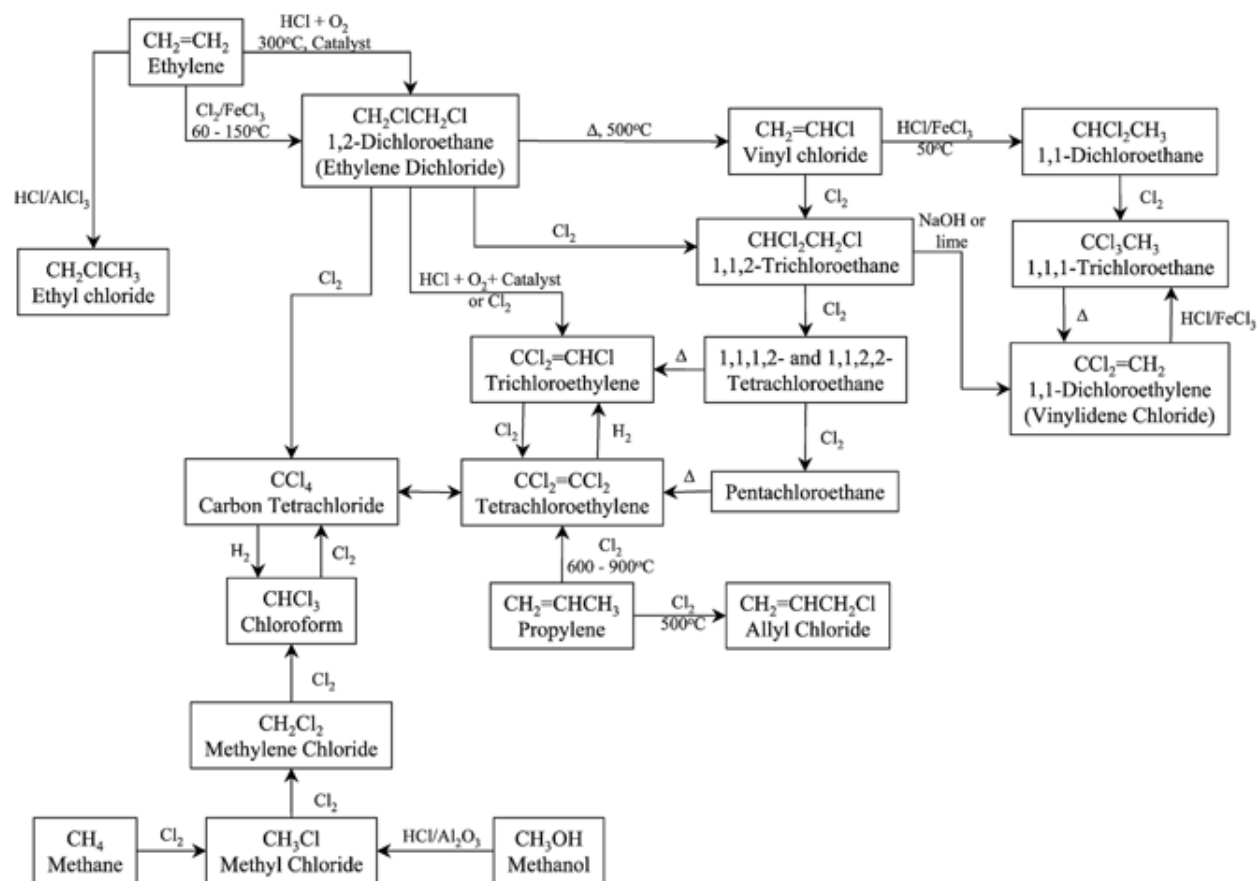 HCl + O₂
300ºC, Catalyst
CH₂=CH₂
Ethylene
Cl₂/FeCl₃
60 - 150ºC
CH₂ClCH₂Cl
1,2-Dichloroethane
(Ethylene Dichloride)
Δ, 500ºC
CH₂=CHCl
Vinyl chloride
HCl/FeCl₃
50ºC
CHCl₂CH₃
1,1-Dichloroethane
HCl/AlCl₃
Cl₂
Cl₂
CH₂ClCH₃
Ethyl chloride
Cl₂
Cl₂
CHCl₂CH₂Cl
1,1,2-Trichloroethane
NaOH or
lime
CCl₃CH₃
1,1,1-Trichloroethane
HCl + O₂+ Catalyst
or Cl₂
Cl₂
Δ
HCl/FeCl₃
CCl₂=CHCl
Trichloroethylene
Δ
1,1,1,2- and 1,1,2,2-
Tetrachloroethane
CCl₂=CH₂
1,1-Dichloroethylene
(Vinylidene Chloride)
Cl₂
H₂
Cl₂
CCl₄
Carbon Tetrachloride
CCl₂=CCl₂
Tetrachloroethylene
Δ
Pentachloroethane
H₂
Cl₂
Cl₂
600 - 900ºC
CHCl₃
Chloroform
CH₂=CHCH₃
Propylene
Cl₂
500ºC
CH₂=CHCH₂Cl
Allyl Chloride
Cl₂
CH₂Cl₂
Methylene Chloride
Cl₂
CH₄
Methane
Cl₂
CH₃Cl
Methyl Chloride
HCl/Al₂O₃
CH₃OH
Methanol